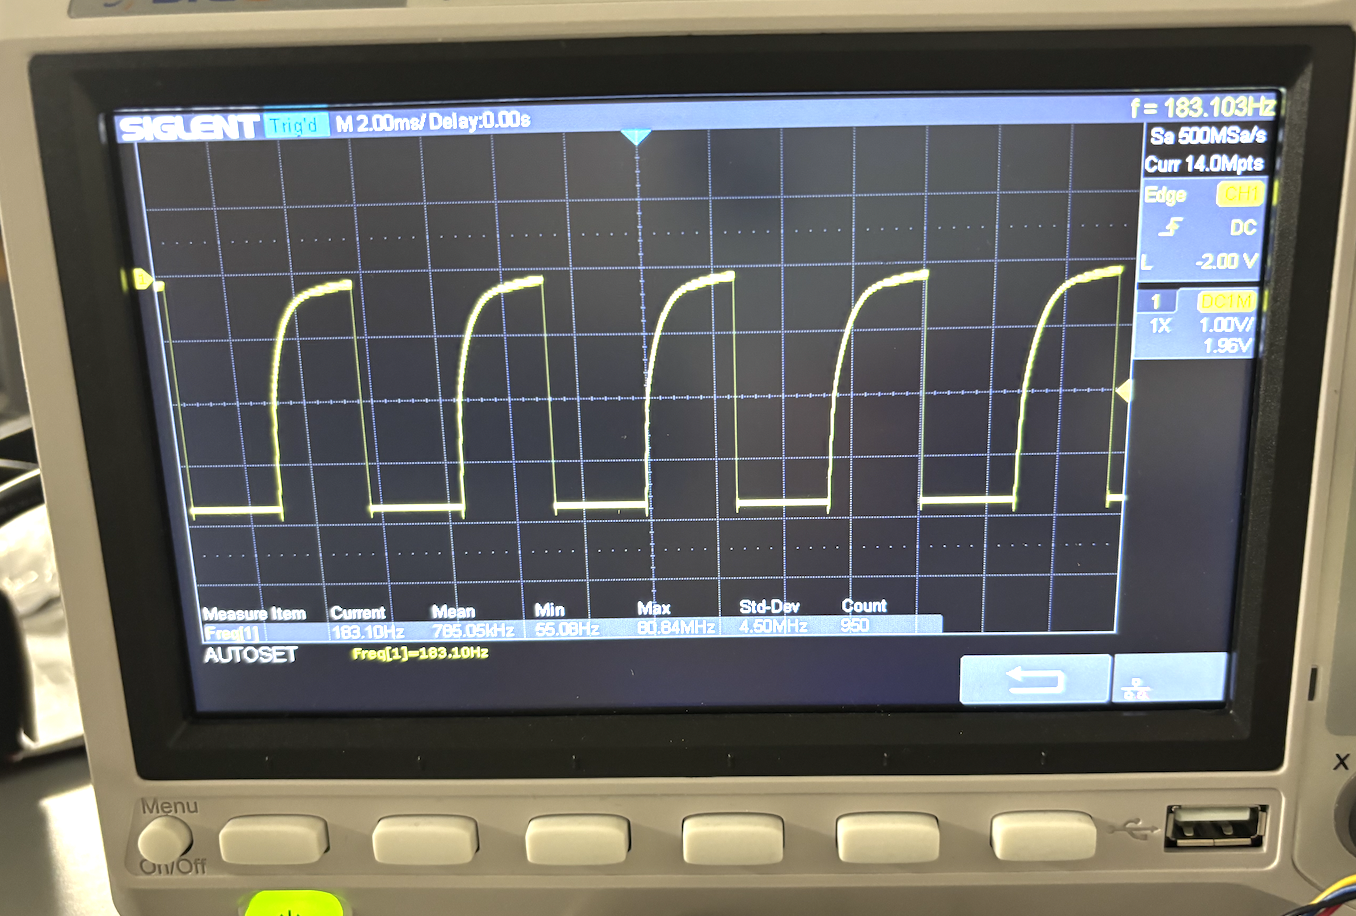 SIGLENT Trig'd M 2.00ms/ Delay:0.00s f = 183.103Hz
Sa 500MSa/s
Curr 14.0Mpts
Edge CH1
DC
L -2.00 V
1 DC1M
1X 1.00V/
1.96V
Measure Item Current Mean Min Max Std-Dev Count
Freq[1] 183.10Hz 785.05kHz 55.08Hz 80.84MHz 4.50MHz 950
AUTOSET Freq[1]=183.10Hz
Menu
On/Off
X